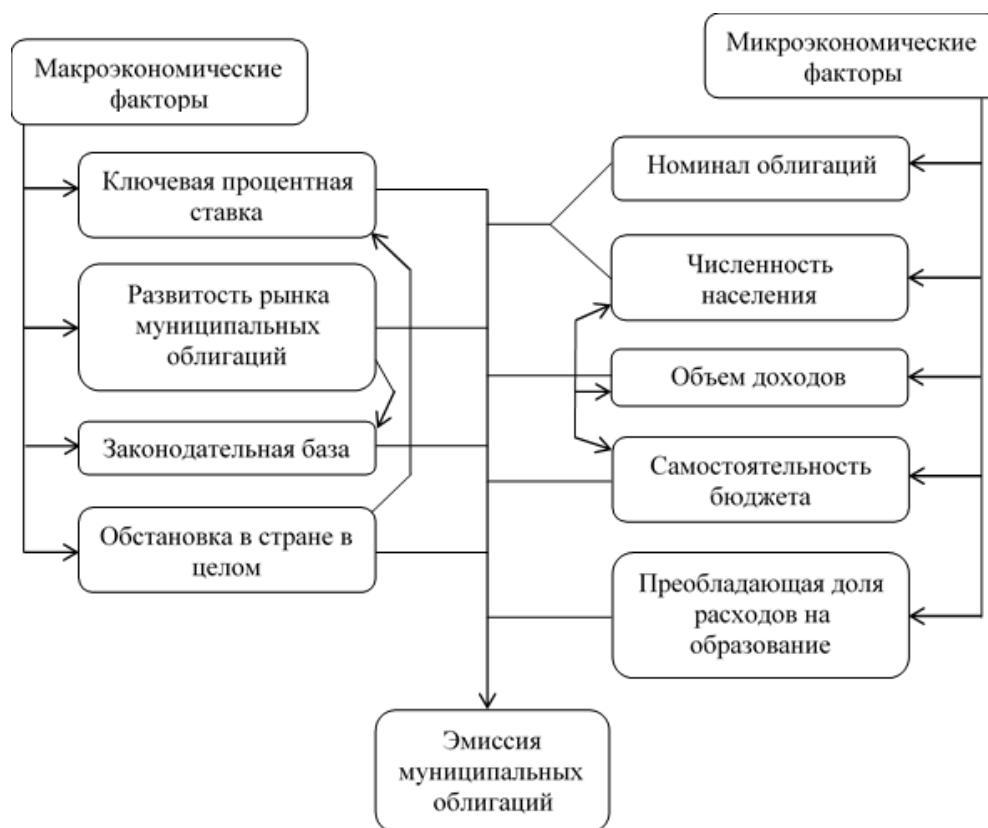 Макроэкономические
факторы
Микроэкономические
факторы
Ключевая процентная
ставка
Развитость рынка
муниципальных
облигаций
Законодательная база
Обстановка в стране в
целом
Номинал облигаций
Численность
населения
Объем доходов
Самостоятельность
бюджета
Преобладающая доля
расходов на
образование
Эмиссия
муниципальных
облигаций